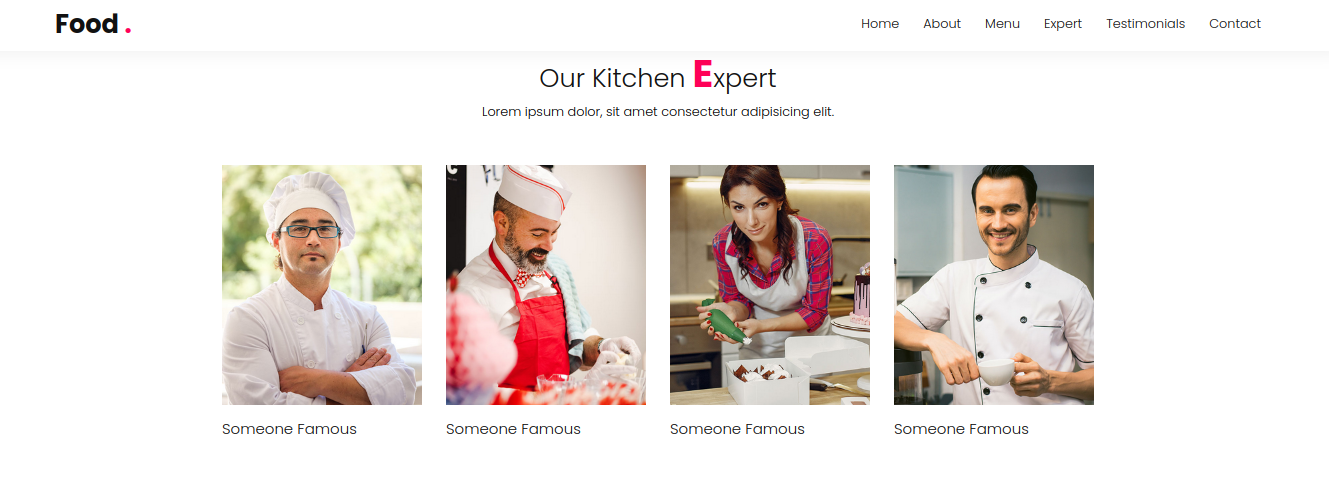 Food .
Home About Menu Expert Testimonials Contact
Our Kitchen Expert
Lorem ipsum dolor, sit amet consectetur adipisicing elit.
Someone Famous
Someone Famous
Someone Famous
Someone Famous